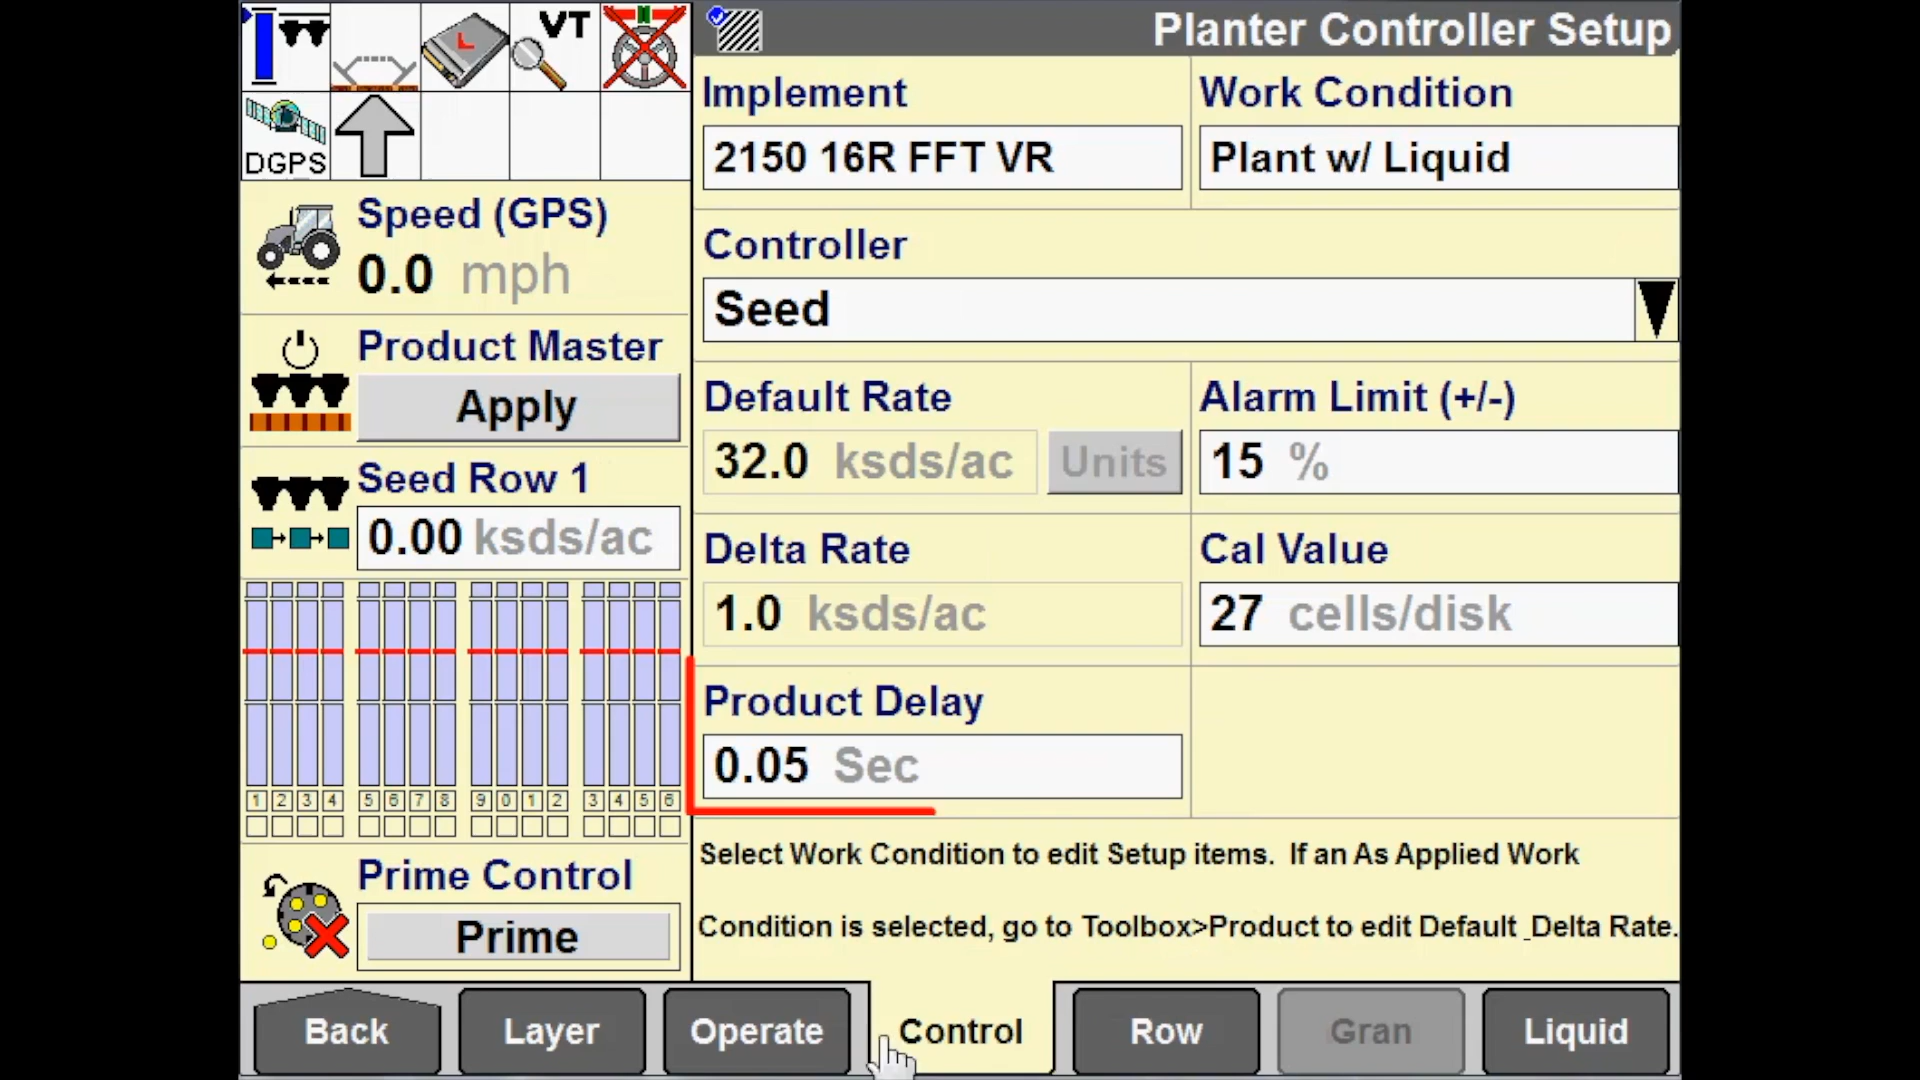 VT
L
DGPS
Planter Controller Setup
Speed (GPS)
0.0 mph
Product Master
Apply
Seed Row 1
0.00 ksds/ac
1 2 3 4 5 6 7 8 9 0 1 2 3 4 5 6
Prime Control
Prime
Implement
2150 16R FFT VR
Work Condition
Plant w/ Liquid
Controller
Seed
Default Rate
32.0 ksds/ac Units
Alarm Limit (+/-)
15 %
Delta Rate
1.0 ksds/ac
Cal Value
27 cells/disk
Product Delay
0.05 Sec
Select Work Condition to edit Setup items. If an As Applied Work
Condition is selected, go to Toolbox>Product to edit Default _Delta Rate.
Back Layer Operate Control Row Gran Liquid